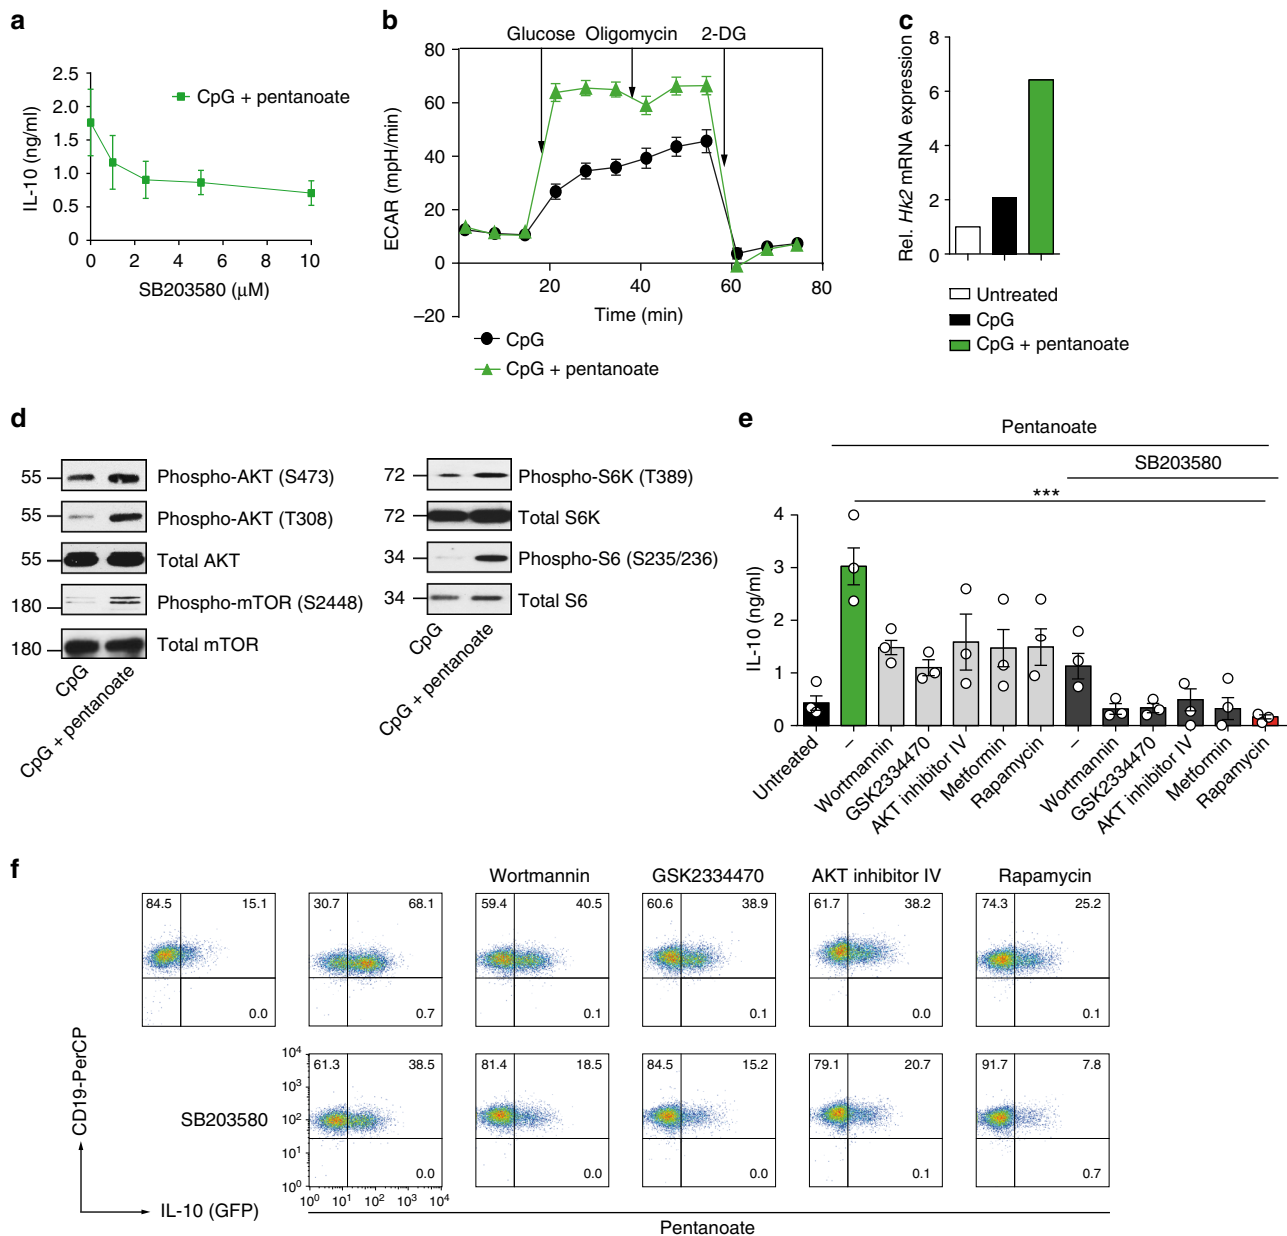 a
2.5
2.0
1.5
1.0
0.5
0
IL-10 (ng/ml)
CpG + pentanoate
0 2 4 6 8 10
SB203580 (μM)
b
Glucose Oligomycin 2-DG
80
60
40
20
0
–20
ECAR (mpH/min)
20 40 60 80
Time (min)
CpG
CpG + pentanoate
c
8
6
4
2
0
Rel. Hk2 mRNA expression
Untreated
CpG
CpG + pentanoate
d
55 Phospho-AKT (S473)
55 Phospho-AKT (T308)
55 Total AKT
180 Phospho-mTOR (S2448)
180 Total mTOR
CpG
CpG + pentanoate
72 Phospho-S6K (T389)
72 Total S6K
34 Phospho-S6 (S235/236)
34 Total S6
CpG
CpG + pentanoate
e
Pentanoate
SB203580
***
4
3
2
1
0
IL-10 (ng/ml)
Untreated
–
Wortmannin
GSK2334470
AKT inhibitor IV
Metformin
Rapamycin
–
Wortmannin
GSK2334470
AKT inhibitor IV
Metformin
Rapamycin
f
Wortmannin GSK2334470 AKT inhibitor IV Rapamycin
84.5 15.1 30.7 68.1 59.4 40.5 60.6 38.9 61.7 38.2 74.3 25.2
0.0 0.7 0.1 0.1 0.0 0.1
SB203580
10⁴
10³
10²
10¹
10⁰
61.3 38.5 81.4 18.5 84.5 15.2 79.1 20.7 91.7 7.8
0.0 0.0 0.0 0.1 0.7
10⁰ 10¹ 10² 10³ 10⁴
CD19-PerCP
IL-10 (GFP)
Pentanoate